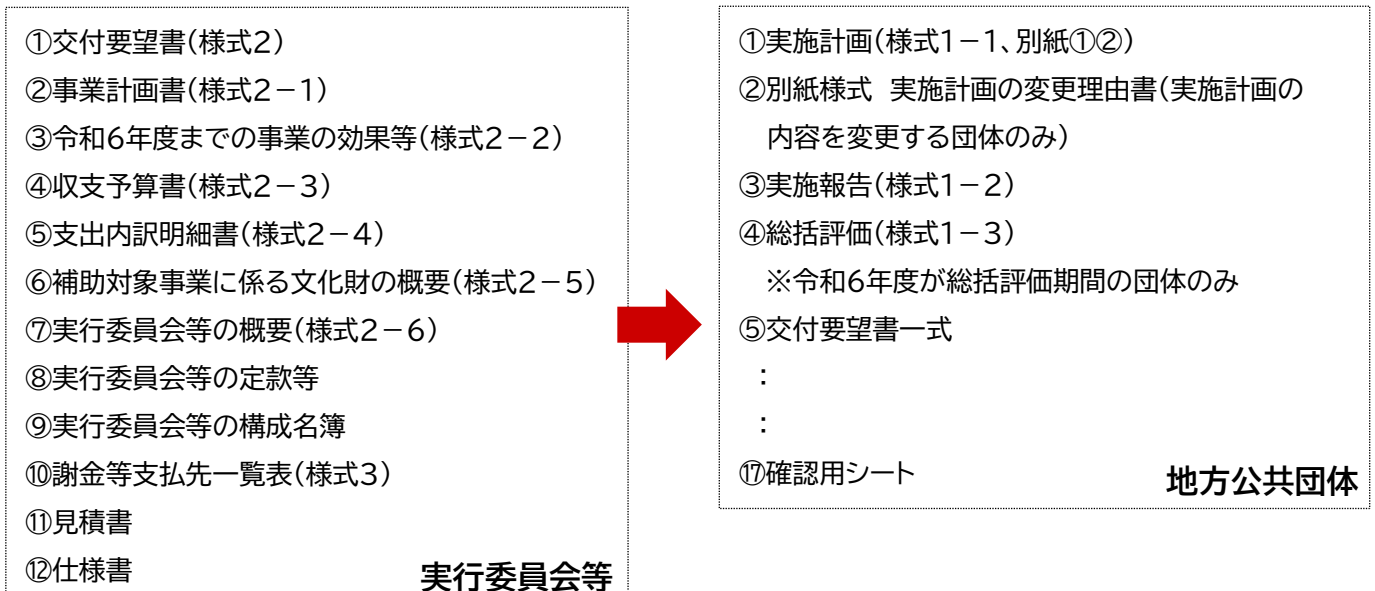 ①交付要望書(様式2)
②事業計画書(様式2－1)
③令和6年度までの事業の効果等(様式2－2)
④収支予算書(様式2－3)
⑤支出内訳明細書(様式2－4)
⑥補助対象事業に係る文化財の概要(様式2－5)
⑦実行委員会等の概要(様式2－6)
⑧実行委員会等の定款等
⑨実行委員会等の構成名簿
⑩謝金等支払先一覧表(様式3)
⑪見積書
⑫仕様書
実行委員会等
①実施計画(様式1－1、別紙①②)
②別紙様式 実施計画の変更理由書(実施計画の
内容を変更する団体のみ)
③実施報告(様式1－2)
④総括評価(様式1－3)
※令和6年度が総括評価期間の団体のみ
⑤交付要望書一式
：
：
⑰確認用シート
地方公共団体